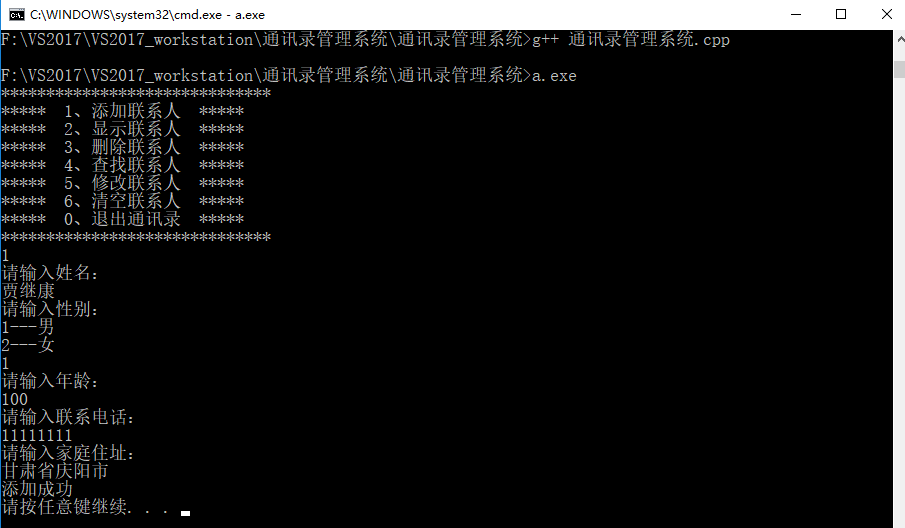 C:\WINDOWS\system32\cmd.exe - a.exe
F:\VS2017\VS2017_workstation\通讯录管理系统\通讯录管理系统>g++ 通讯录管理系统.cpp
F:\VS2017\VS2017_workstation\通讯录管理系统\通讯录管理系统>a.exe
******************************
*****  1、添加联系人  *****
*****  2、显示联系人  *****
*****  3、删除联系人  *****
*****  4、查找联系人  *****
*****  5、修改联系人  *****
*****  6、清空联系人  *****
*****  0、退出通讯录  *****
******************************
1
请输入姓名：
贾继康
请输入性别：
1---男
2---女
1
请输入年龄：
100
请输入联系电话：
11111111
请输入家庭住址：
甘肃省庆阳市
添加成功
请按任意键继续. . .